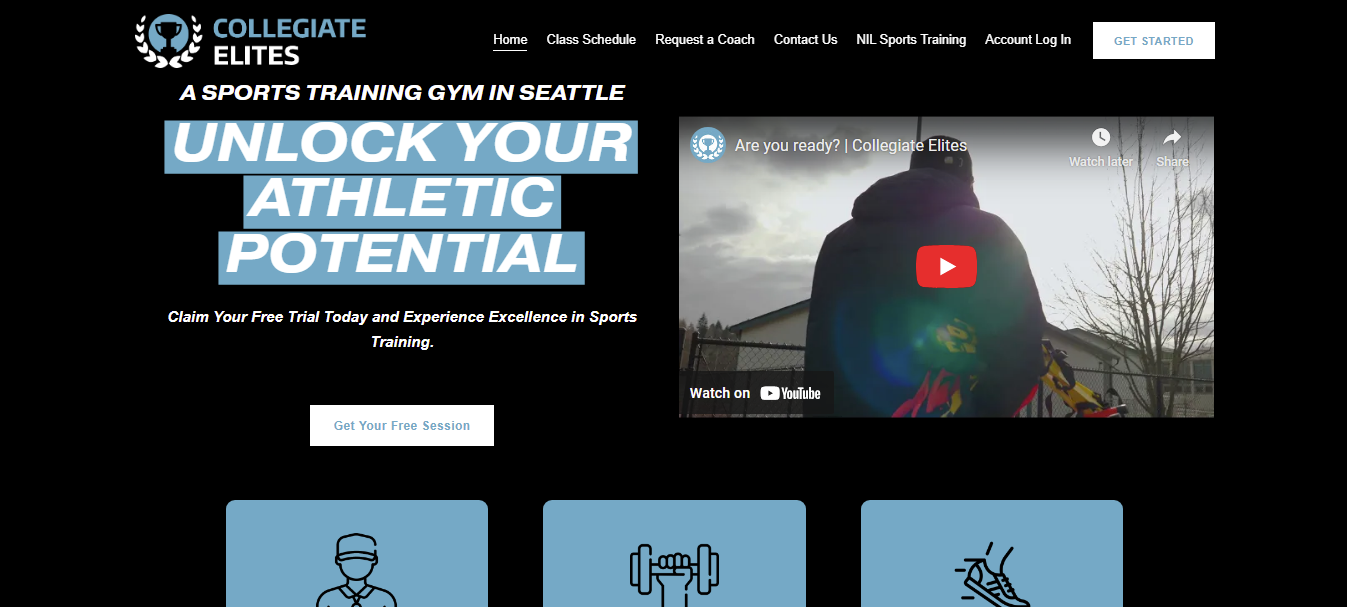 COLLEGIATE
ELITES
Home Class Schedule Request a Coach Contact Us NIL Sports Training Account Log In GET STARTED
A SPORTS TRAINING GYM IN SEATTLE
UNLOCK YOUR
ATHLETIC
POTENTIAL
Claim Your Free Trial Today and Experience Excellence in Sports
Training.
Get Your Free Session
Are you ready? | Collegiate Elites
Watch later Share
Watch on YouTube